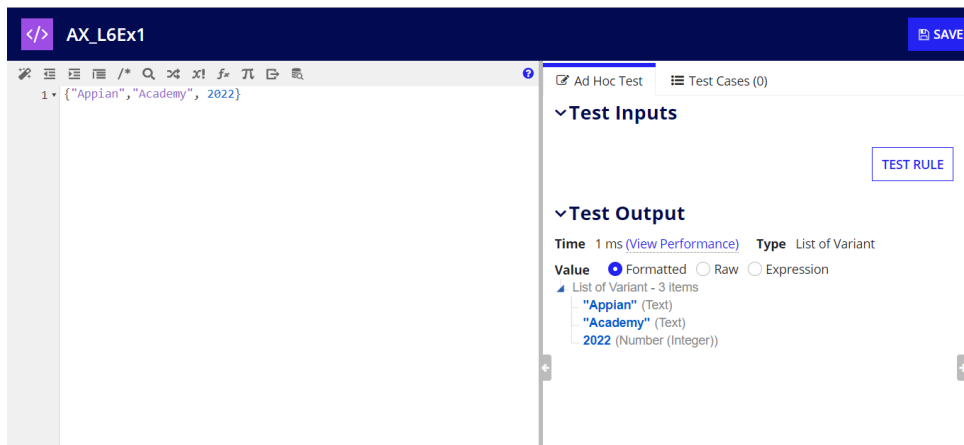 </> AX_L6Ex1
SAVE
/* x! f* π
Ad Hoc Test Test Cases (0)
1 {"Appian","Academy", 2022}
Test Inputs
TEST RULE
Test Output
Time 1 ms (View Performance) Type List of Variant
Value Formatted Raw Expression
List of Variant - 3 items
"Appian" (Text)
"Academy" (Text)
2022 (Number (Integer))